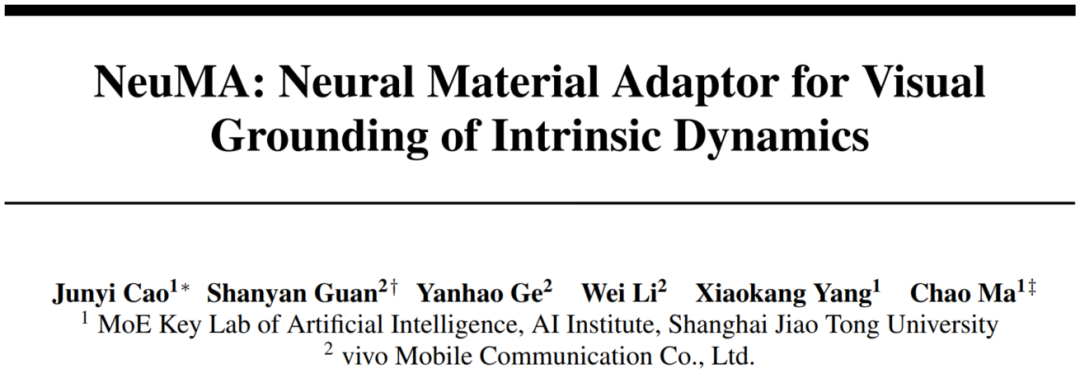 NeuMA: Neural Material Adaptor for Visual
Grounding of Intrinsic Dynamics
Junyi Cao¹* Shanyan Guan²† Yanhao Ge² Wei Li² Xiaokang Yang¹ Chao Ma¹‡
¹ MoE Key Lab of Artificial Intelligence, AI Institute, Shanghai Jiao Tong University
² vivo Mobile Communication Co., Ltd.